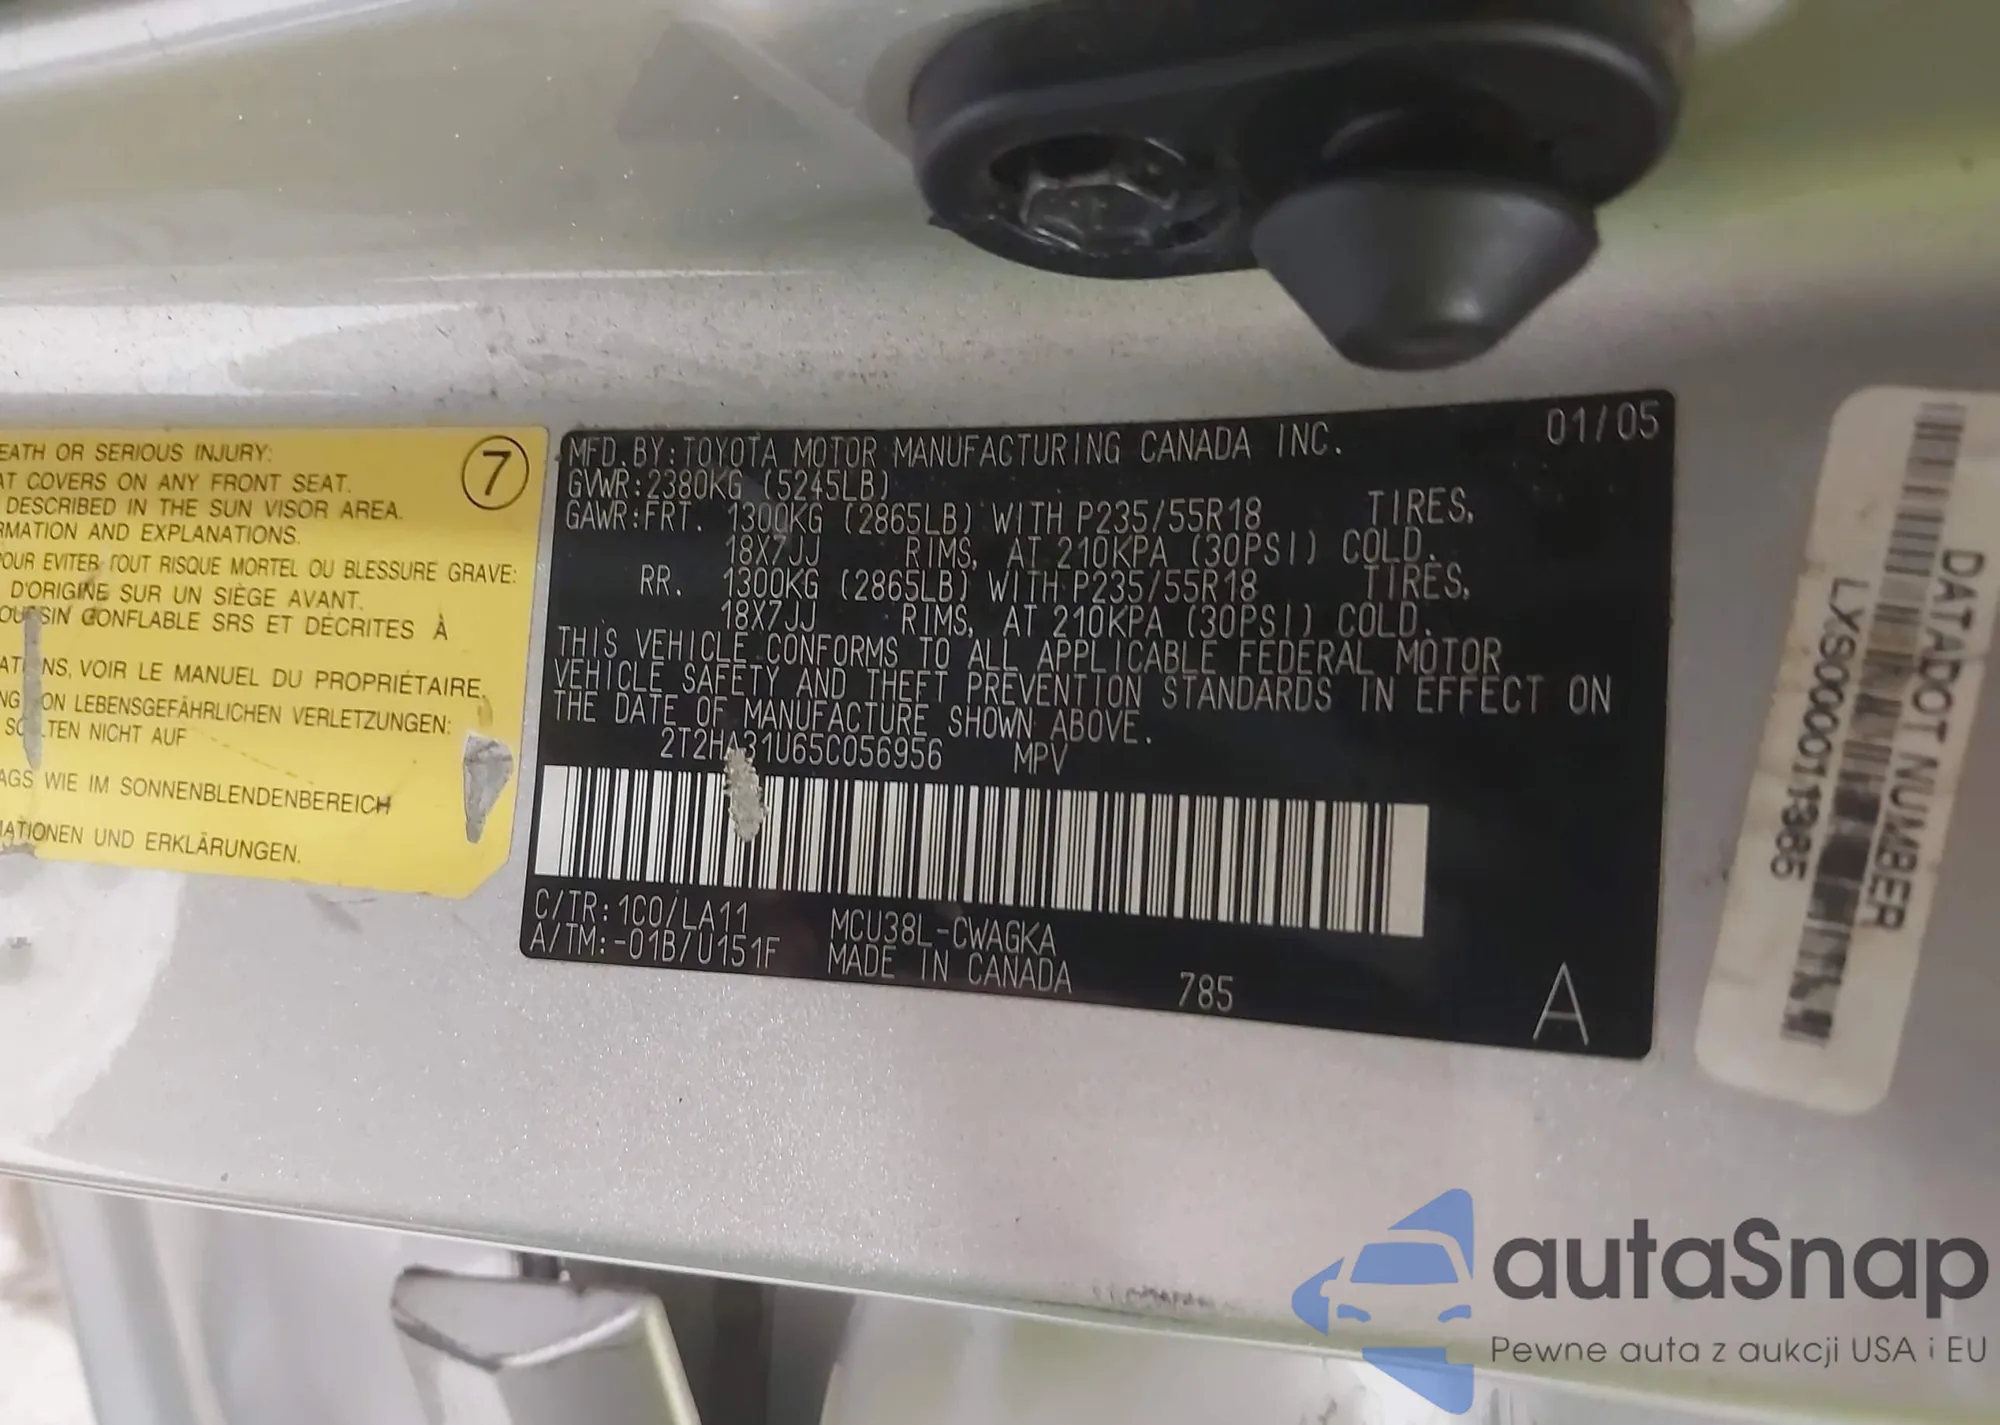 EATH OR SERIOUS INJURY:
AT COVERS ON ANY FRONT SEAT.
DESCRIBED IN THE SUN VISOR AREA.
RMATION AND EXPLANATIONS.
7
POUR EVITER TOUT RISQUE MORTEL OU BLESSURE GRAVE:
D'ORIGINE SUR UN SIÈGE AVANT.
OUSSIN GONFLABLE SRS ET DÉCRITES À
ATIONS, VOIR LE MANUEL DU PROPRIÉTAIRE.
NG VON LEBENSGEFÄHRLICHEN VERLETZUNGEN:
SOLLTEN NICHT AUF
AGS WIE IM SONNENBLENDENBEREICH
MATIONEN UND ERKLÄRUNGEN.
MFD. BY: TOYOTA MOTOR MANUFACTURING CANADA INC. 01/05
GVWR: 2380KG (5245LB)
GAWR: FRT. 1300KG (2865LB) WITH P235/55R18 TIRES,
18X7JJ RIMS, AT 210KPA (30PSI) COLD.
RR. 1300KG (2865LB) WITH P235/55R18 TIRES,
18X7JJ RIMS, AT 210KPA (30PSI) COLD.
THIS VEHICLE CONFORMS TO ALL APPLICABLE FEDERAL MOTOR
VEHICLE SAFETY AND THEFT PREVENTION STANDARDS IN EFFECT ON
THE DATE OF MANUFACTURE SHOWN ABOVE.
2T2HA31U65C056956 MPV
C/TR: 1C0/LA11 MCU38L-CWAGKA
A/TM: -01B/U151F MADE IN CANADA 785
A
DATADOT NUMBER
LXS000011385
autaSnap
Pewne auta z aukcji USA i EU